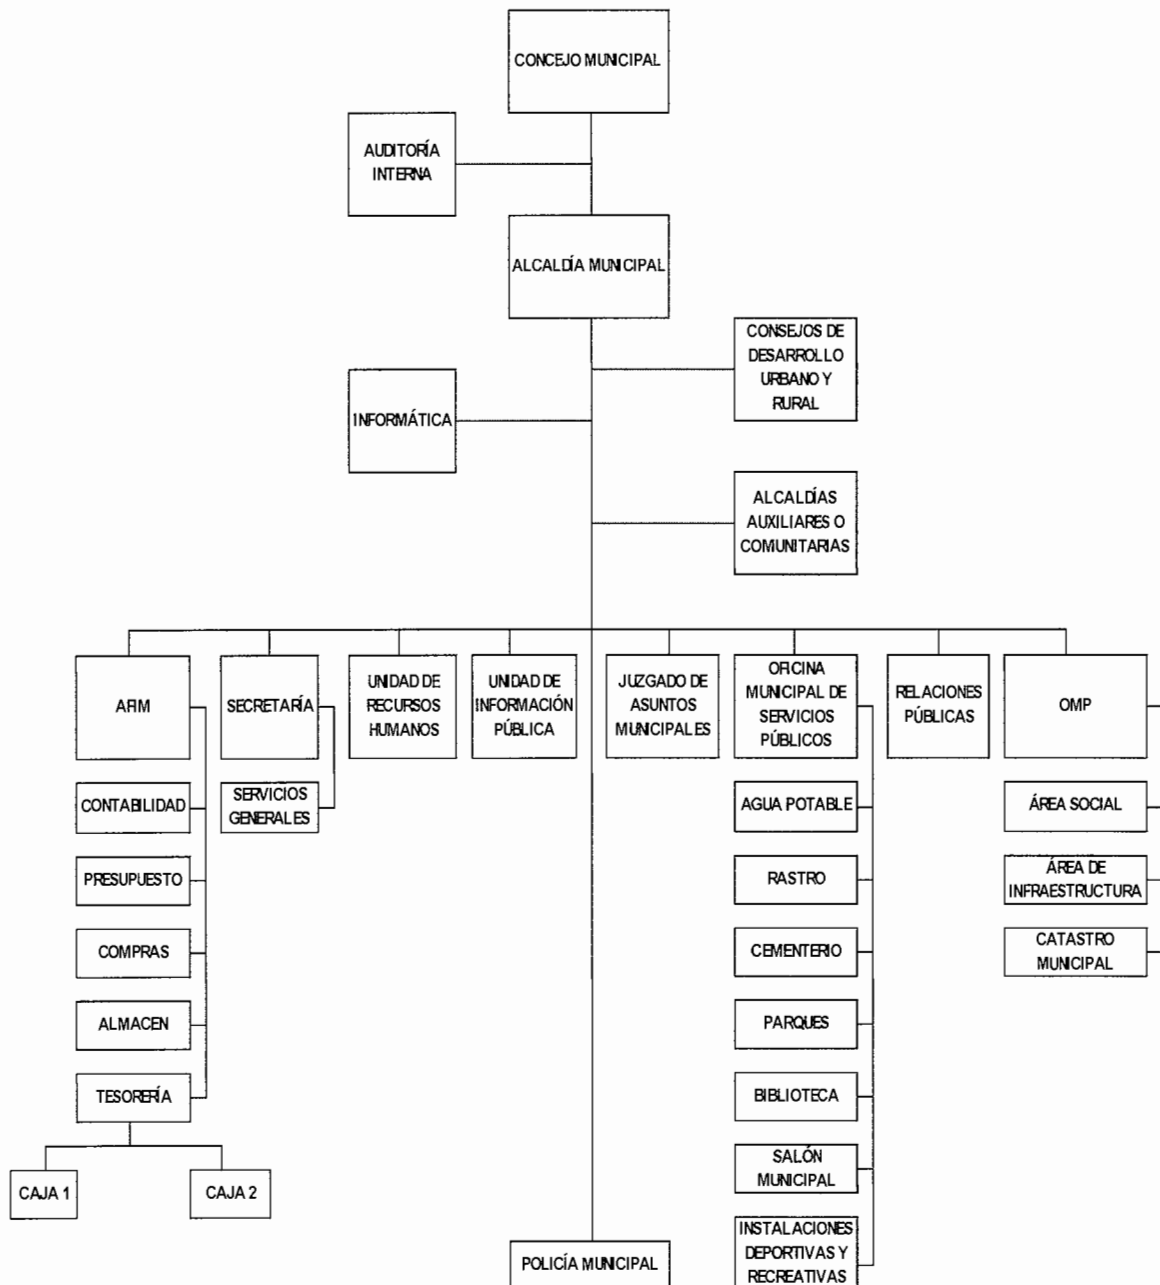 CONCEJO MUNICIPAL
AUDITORÍA
INTERNA
ALCALDÍA MUNICIPAL
CONSEJOS DE
DESARROLLO
URBANO Y
RURAL
INFORMÁTICA
ALCALDÍAS
AUXILIARES O
COMUNITARIAS
AFIM
SECRETARÍA
UNIDAD DE
RECURSOS
HUMANOS
UNIDAD DE
INFORMACIÓN
PÚBLICA
JUZGADO DE
ASUNTOS
MUNICIPALES
OFICINA
MUNICIPAL DE
SERVICIOS
PÚBLICOS
RELACIONES
PÚBLICAS
OMP
CONTABILIDAD
SERVICIOS
GENERALES
AGUA POTABLE
ÁREA SOCIAL
PRESUPUESTO
RASTRO
ÁREA DE
INFRAESTRUCTURA
COMPRAS
CEMENTERIO
CATASTRO
MUNICIPAL
ALMACEN
PARQUES
TESORERÍA
BIBLIOTECA
CAJA 1
CAJA 2
SALÓN
MUNICIPAL
POLICÍA MUNICIPAL
INSTALACIONES
DEPORTIVAS Y
RECREATIVAS